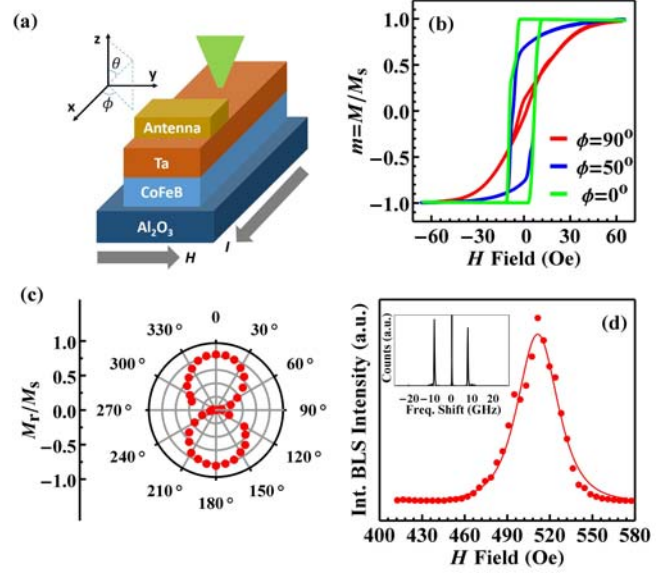 (a)
z
θ
y
x
ϕ
Antenna
Ta
CoFeB
Al₂O₃
H
I
(b)
m=M/Mₛ
1.0
0.5
0.0
−0.5
−1.0
ϕ=90°
ϕ=50°
ϕ=0°
−60 −30 0 30 60
H Field (Oe)
(c)
Mᵣ/Mₛ
1.0
0.5
0.0
−0.5
−1.0
0
30 °
60 °
90 °
120 °
150 °
180 °
210 °
240 °
270 °
300 °
330 °
(d)
Int. BLS Intensity (a.u.)
Counts (a.u.)
−20 −10 0 10 20
Freq. Shift (GHz)
400 430 460 490 520 550 580
H Field (Oe)